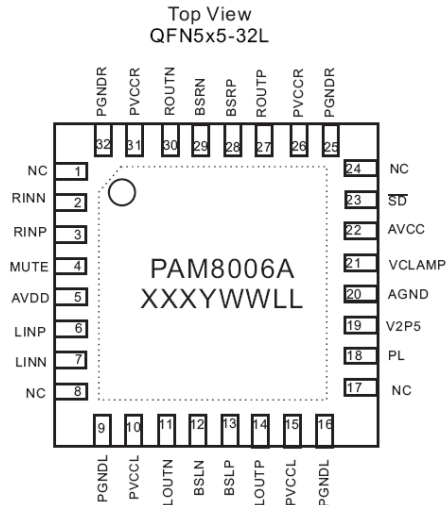 Top View
QFN5x5-32L
PGNDR PVCCR ROUTN BSRN BSRP ROUTP PVCCR PGNDR
32 31 30 29 28 27 26 25
NC 1
RINN 2
RINP 3
MUTE 4
AVDD 5
LINP 6
LINN 7
NC 8
PAM8006A
XXXYWWLL
24 NC
23 SD
22 AVCC
21 VCLAMP
20 AGND
19 V2P5
18 PL
17 NC
9 10 11 12 13 14 15 16
PGNDL PVCCL LOUTN BSLN BSLP LOUTP PVCCL PGNDL